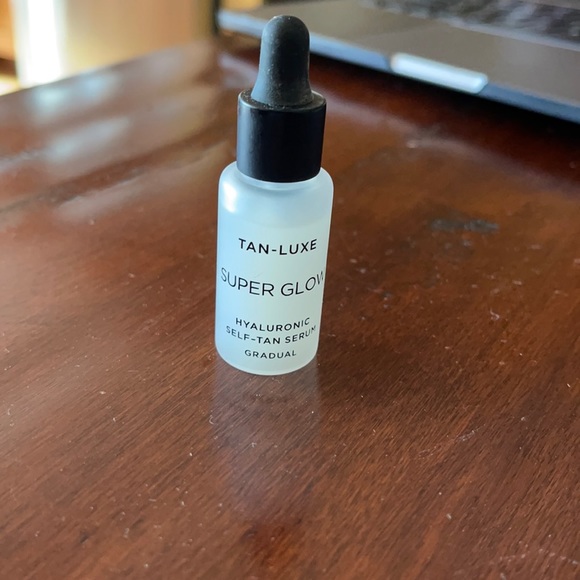 TAN-LUXE
SUPER GLOW
HYALURONIC
SELF-TAN SERUM
GRADUAL